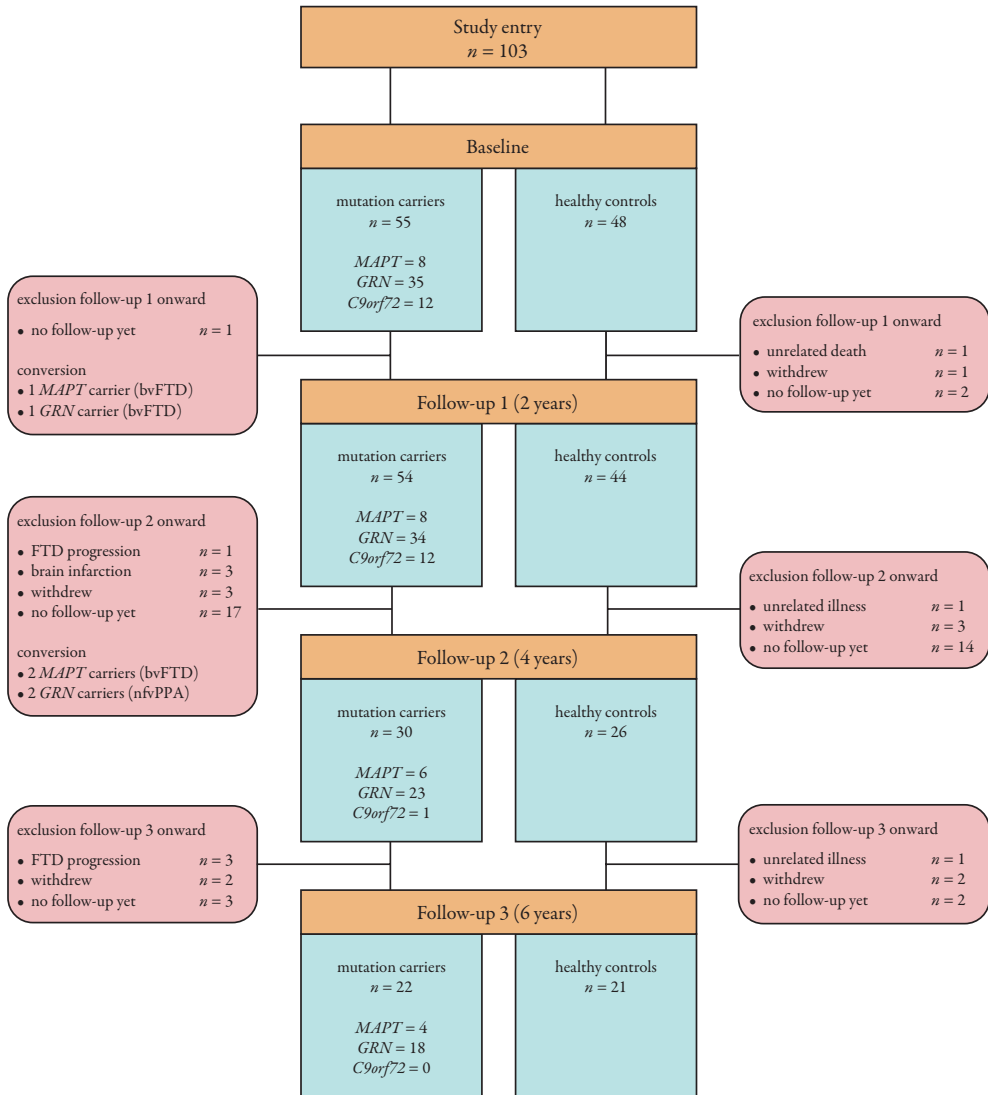 Study entry
n = 103
Baseline
mutation carriers
n = 55
MAPT = 8
GRN = 35
C9orf72 = 12
healthy controls
n = 48
exclusion follow-up 1 onward
• no follow-up yet n = 1
conversion
• 1 MAPT carrier (bvFTD)
• 1 GRN carrier (bvFTD)
exclusion follow-up 1 onward
• unrelated death n = 1
• withdrew n = 1
• no follow-up yet n = 2
Follow-up 1 (2 years)
mutation carriers
n = 54
MAPT = 8
GRN = 34
C9orf72 = 12
healthy controls
n = 44
exclusion follow-up 2 onward
• FTD progression n = 1
• brain infarction n = 3
• withdrew n = 3
• no follow-up yet n = 17
conversion
• 2 MAPT carriers (bvFTD)
• 2 GRN carriers (nfvPPA)
exclusion follow-up 2 onward
• unrelated illness n = 1
• withdrew n = 3
• no follow-up yet n = 14
Follow-up 2 (4 years)
mutation carriers
n = 30
MAPT = 6
GRN = 23
C9orf72 = 1
healthy controls
n = 26
exclusion follow-up 3 onward
• FTD progression n = 3
• withdrew n = 2
• no follow-up yet n = 3
exclusion follow-up 3 onward
• unrelated illness n = 1
• withdrew n = 2
• no follow-up yet n = 2
Follow-up 3 (6 years)
mutation carriers
n = 22
MAPT = 4
GRN = 18
C9orf72 = 0
healthy controls
n = 21